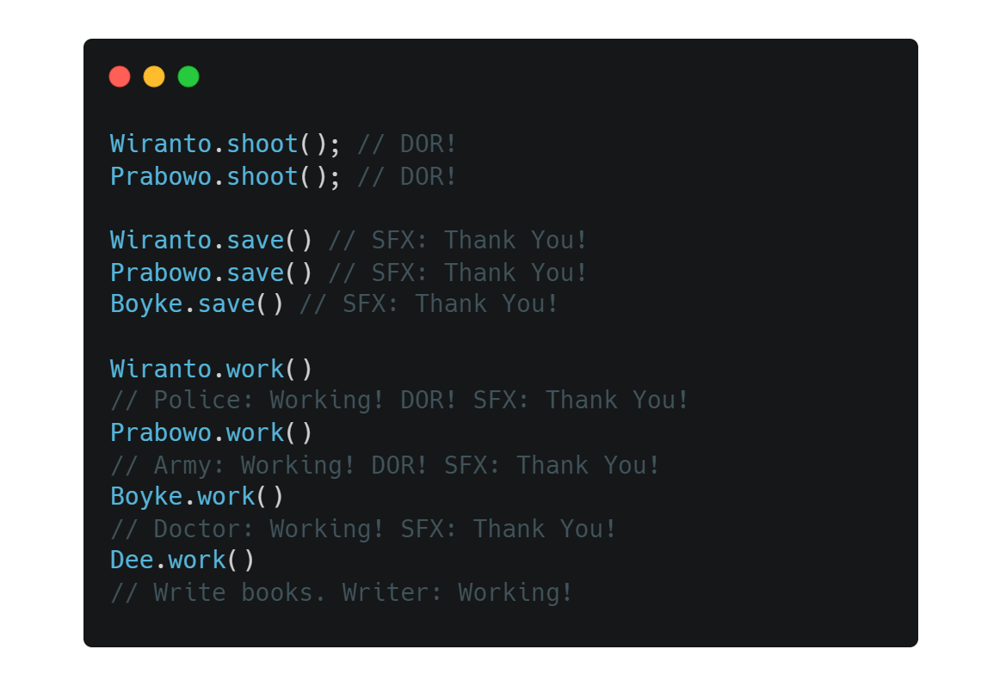 Wiranto.shoot(); // DOR!
Prabowo.shoot(); // DOR!
Wiranto.save() // SFX: Thank You!
Prabowo.save() // SFX: Thank You!
Boyke.save() // SFX: Thank You!
Wiranto.work()
// Police: Working! DOR! SFX: Thank You!
Prabowo.work()
// Army: Working! DOR! SFX: Thank You!
Boyke.work()
// Doctor: Working! SFX: Thank You!
Dee.work()
// Write books. Writer: Working!